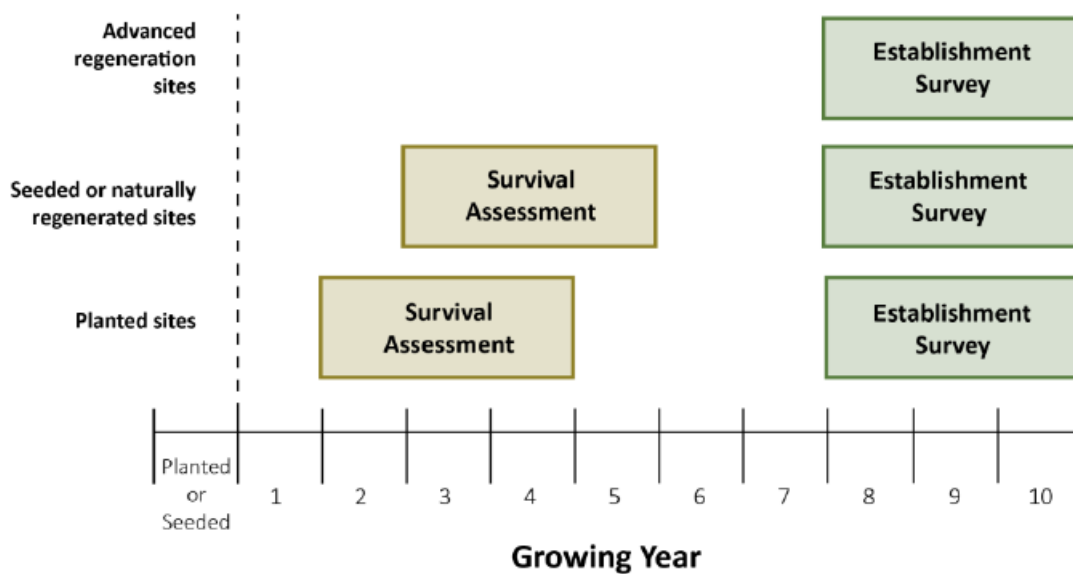 Advanced
regeneration
sites
Establishment
Survey
Seeded or naturally
regenerated sites
Survival
Assessment
Establishment
Survey
Planted sites
Survival
Assessment
Establishment
Survey
Planted
or
Seeded
1 2 3 4 5 6 7 8 9 10
Growing Year